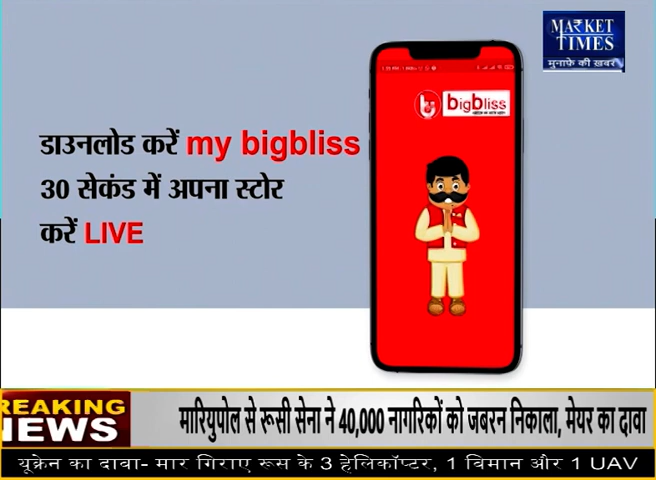 MARKET
TIMES
मुनाफे की ख़बर
bigbliss
डाउनलोड करें my bigbliss
30 सेकंड में अपना स्टोर
करें LIVE
REAKING
NEWS
मारियुपोल से रूसी सेना ने 40,000 नागरिकों को जबरन निकाला, मेयर का दावा
यूक्रेन का दावा- मार गिराए रूस के 3 हेलिकॉप्टर, 1 विमान और 1 UAV